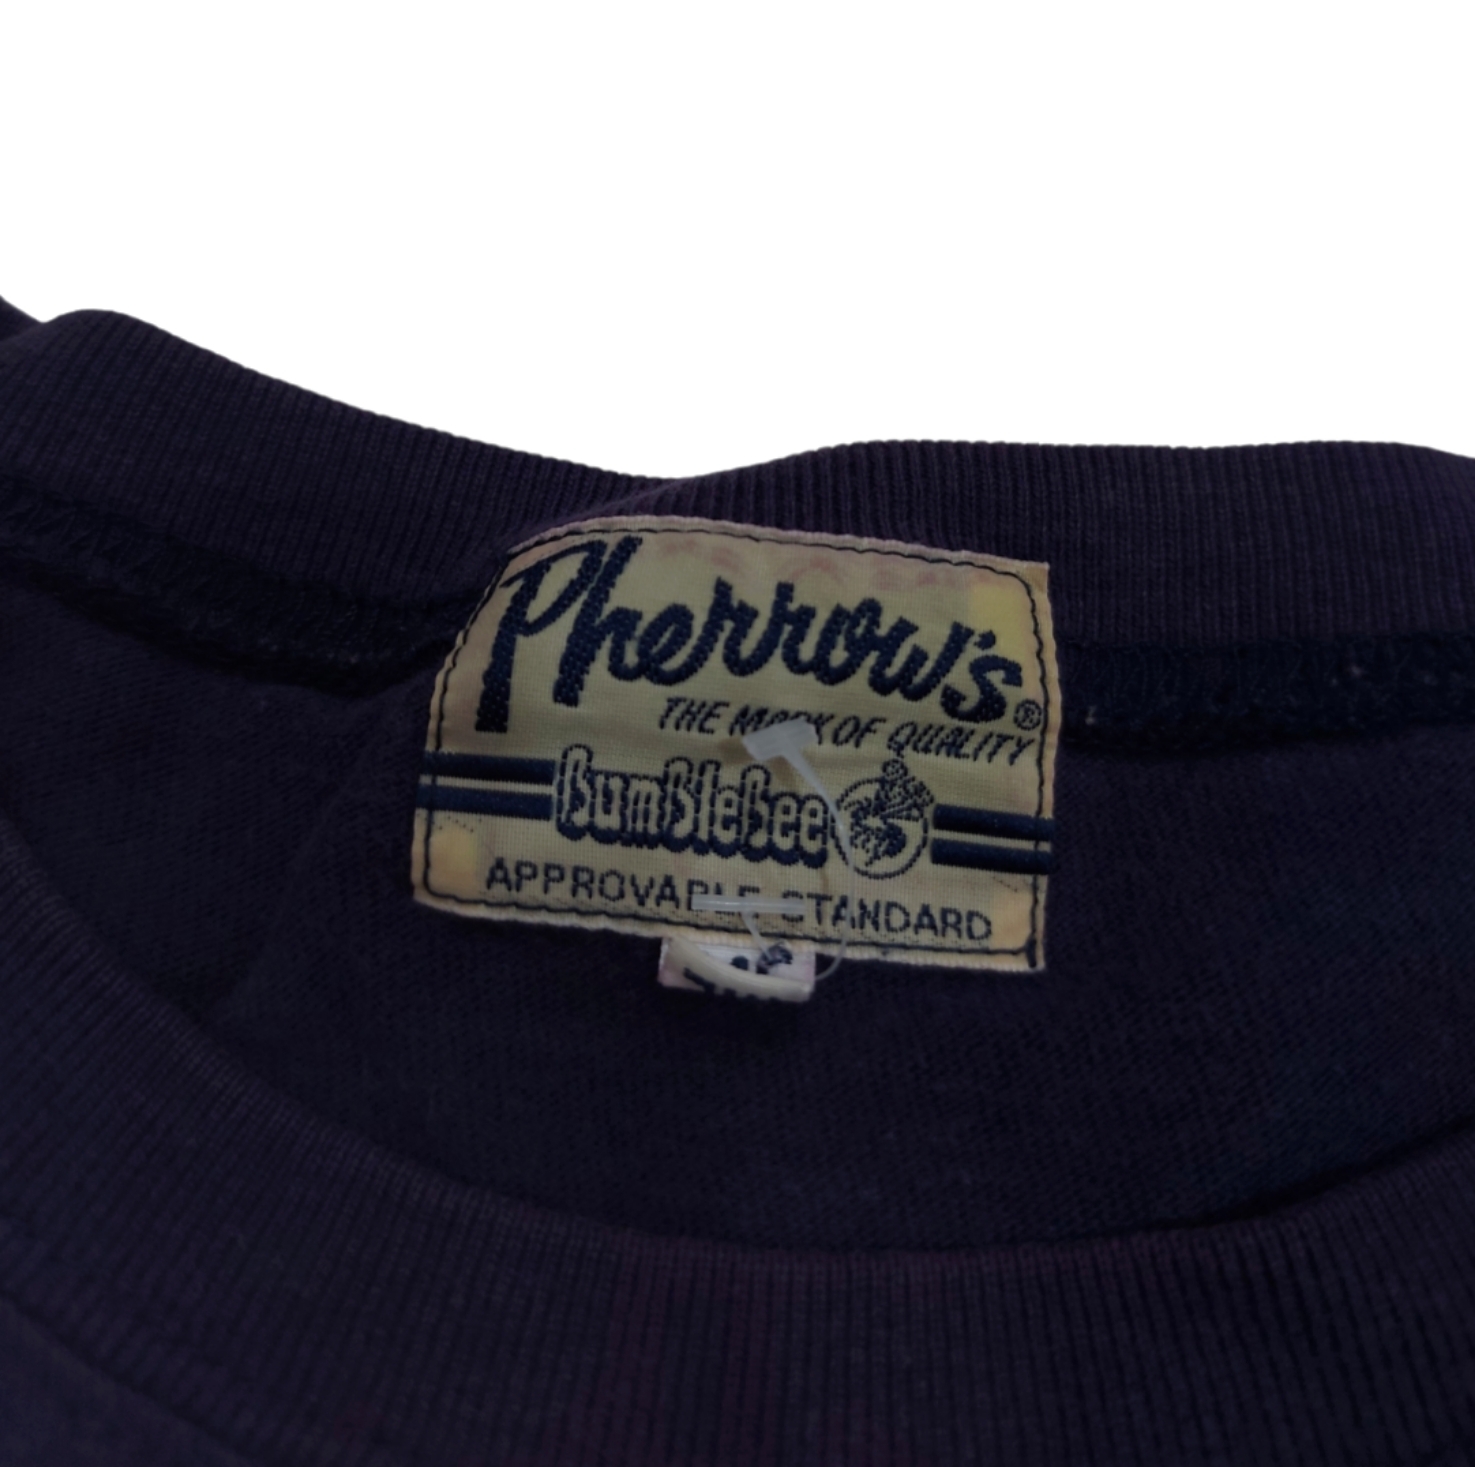 Pherrow's®
THE MARK OF QUALITY
BumBleBee
APPROVABLE STANDARD